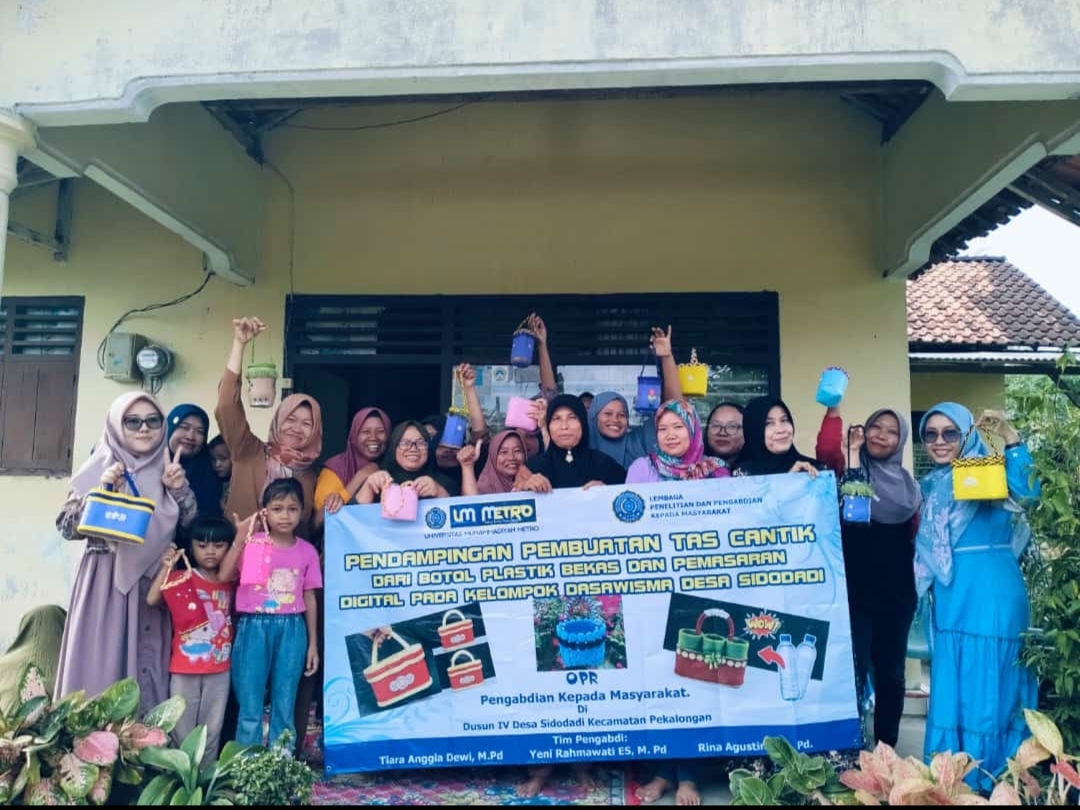 UM METRO
UNIVERSITAS MUHAMMADIYAH METRO
LEMBAGA
PENELITIAN DAN PENGABDIAN
KEPADA MASYARAKAT
PENDAMPINGAN PEMBUATAN TAS CANTIK
DARI BOTOL PLASTIK BEKAS DAN PEMASARAN
DIGITAL PADA KELOMPOK DASAWISMA DESA SIDODADI
WOW!
OPR
Pengabdian Kepada Masyarakat.
Di
Dusun IV Desa Sidodadi Kecamatan Pekalongan
Tim Pengabdi:
Tiara Anggia Dewi, M.Pd
Yeni Rahmawati ES, M. Pd
Rina Agustin Pd.
OPR